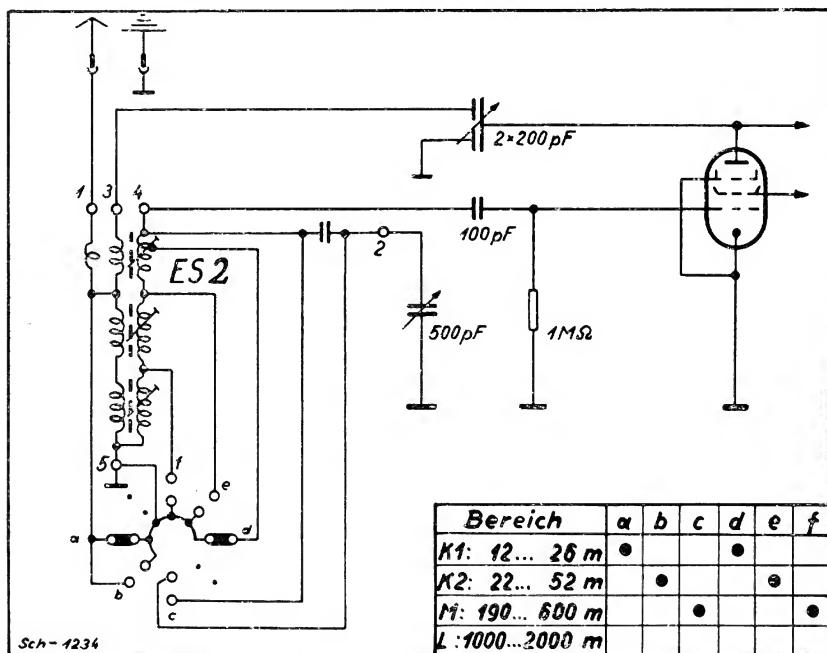 2×200pF
1
3
4
100pF
2
ES2
500pF
1MΩ
5
f
e
a
d
b
c
Bereich a b c d e f
K1: 12... 26 m ● ●
K2: 22... 52 m ● ●
M: 190... 600 m ● ●
L: 1000...2000 m
Sch-1234